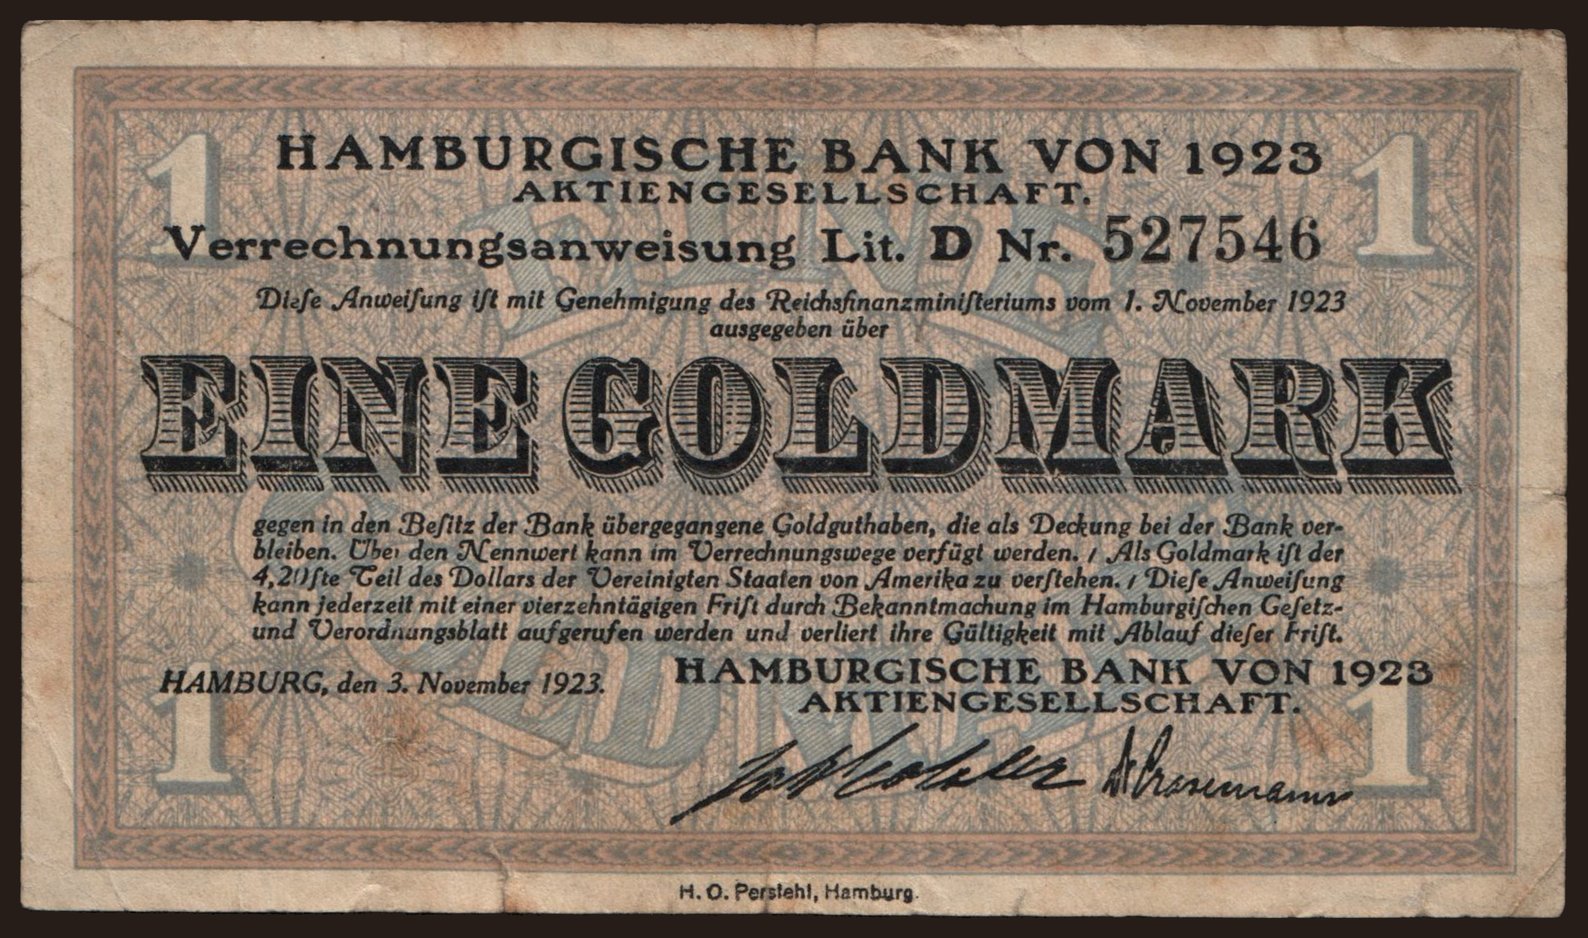 1 1
HAMBURGISCHE BANK VON 1923
AKTIENGESELLSCHAFT.
Verrechnungsanweisung Lit. D Nr. 527546
Dieſe Anweiſung iſt mit Genehmigung des Reichsfinanzminiſteriums vom 1. November 1923
ausgegeben über
EINE GOLDMARK
gegen in den Beſitz der Bank übergegangene Goldguthaben, die als Deckung bei der Bank ver-
bleiben. Über den Nennwert kann im Verrechnungswege verfügt werden. / Als Goldmark iſt der
4,20ſte Teil des Dollars der Vereinigten Staaten von Amerika zu verſtehen. / Dieſe Anweiſung
kann jederzeit mit einer vierzehntägigen Friſt durch Bekanntmachung im Hamburgiſchen Geſetz-
und Verordnungsblatt aufgerufen werden und verliert ihre Gültigkeit mit Ablauf dieſer Friſt.
HAMBURG, den 3. November 1923.
HAMBURGISCHE BANK VON 1923
AKTIENGESELLSCHAFT.
1 1
EINE
GOLDMARK
H. O. Persiehl, Hamburg.